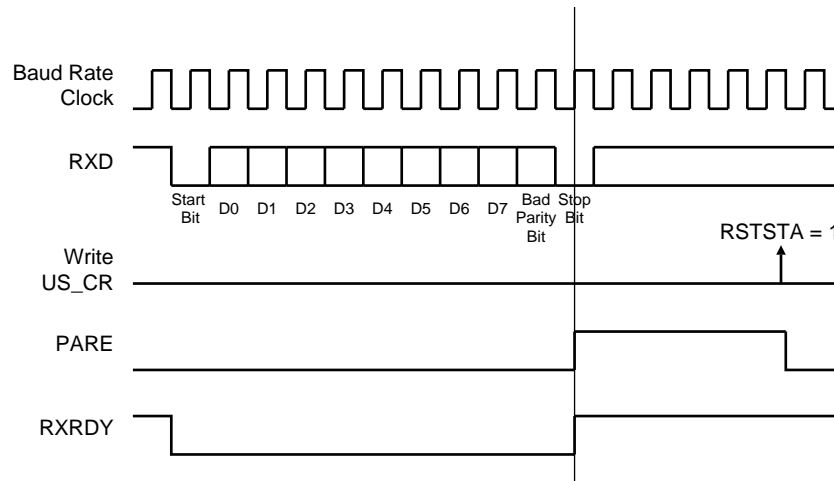 Baud Rate
Clock
RXD
Start
Bit
D0
D1
D2
D3
D4
D5
D6
D7
Bad
Parity
Bit
Stop
Bit
RSTSTA = 1
Write
US_CR
PARE
RXRDY